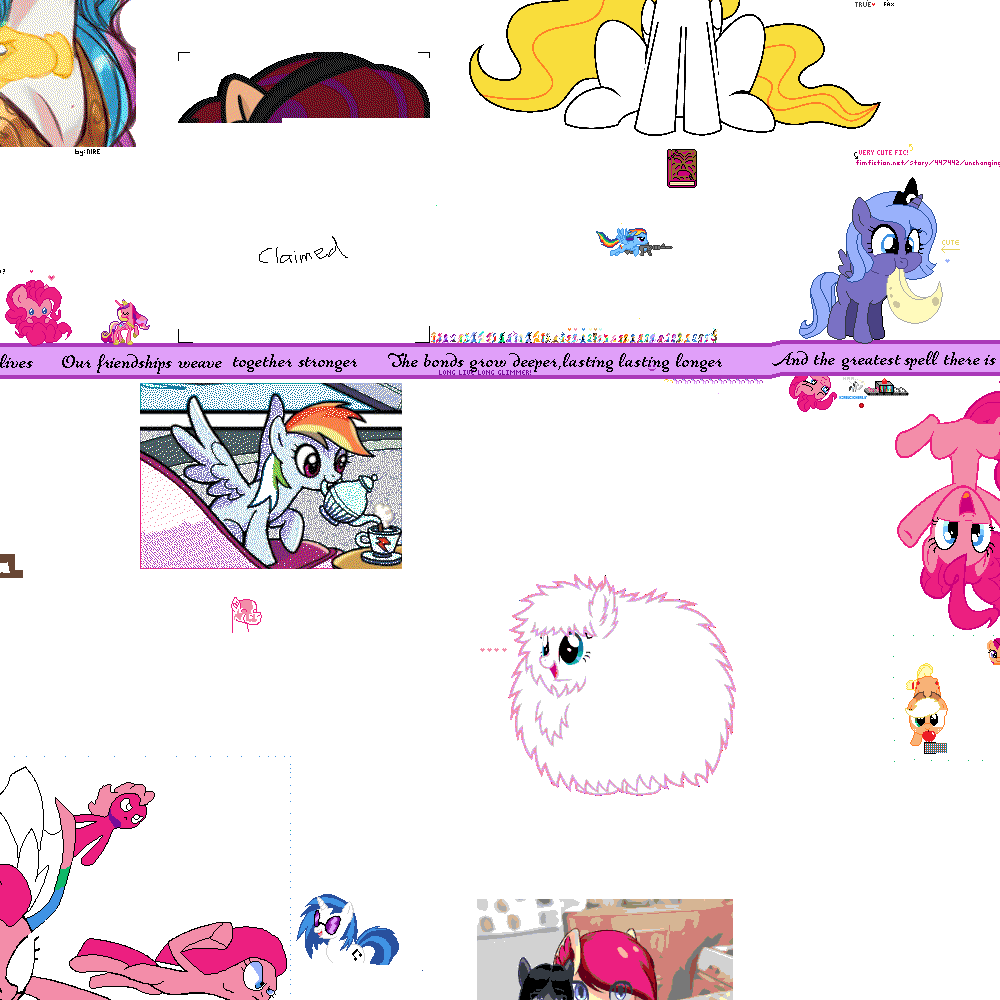 TRUE♥ FAX
by:NIRE
VERY CUTE FIC!
fimfiction.net/story/447442/unchanging
CUTE
Claimed
lives Our friendships weave together stronger The bonds grow deeper, lasting lasting longer And the greatest spell there is
LONG LIVE LONG GLIMMER!